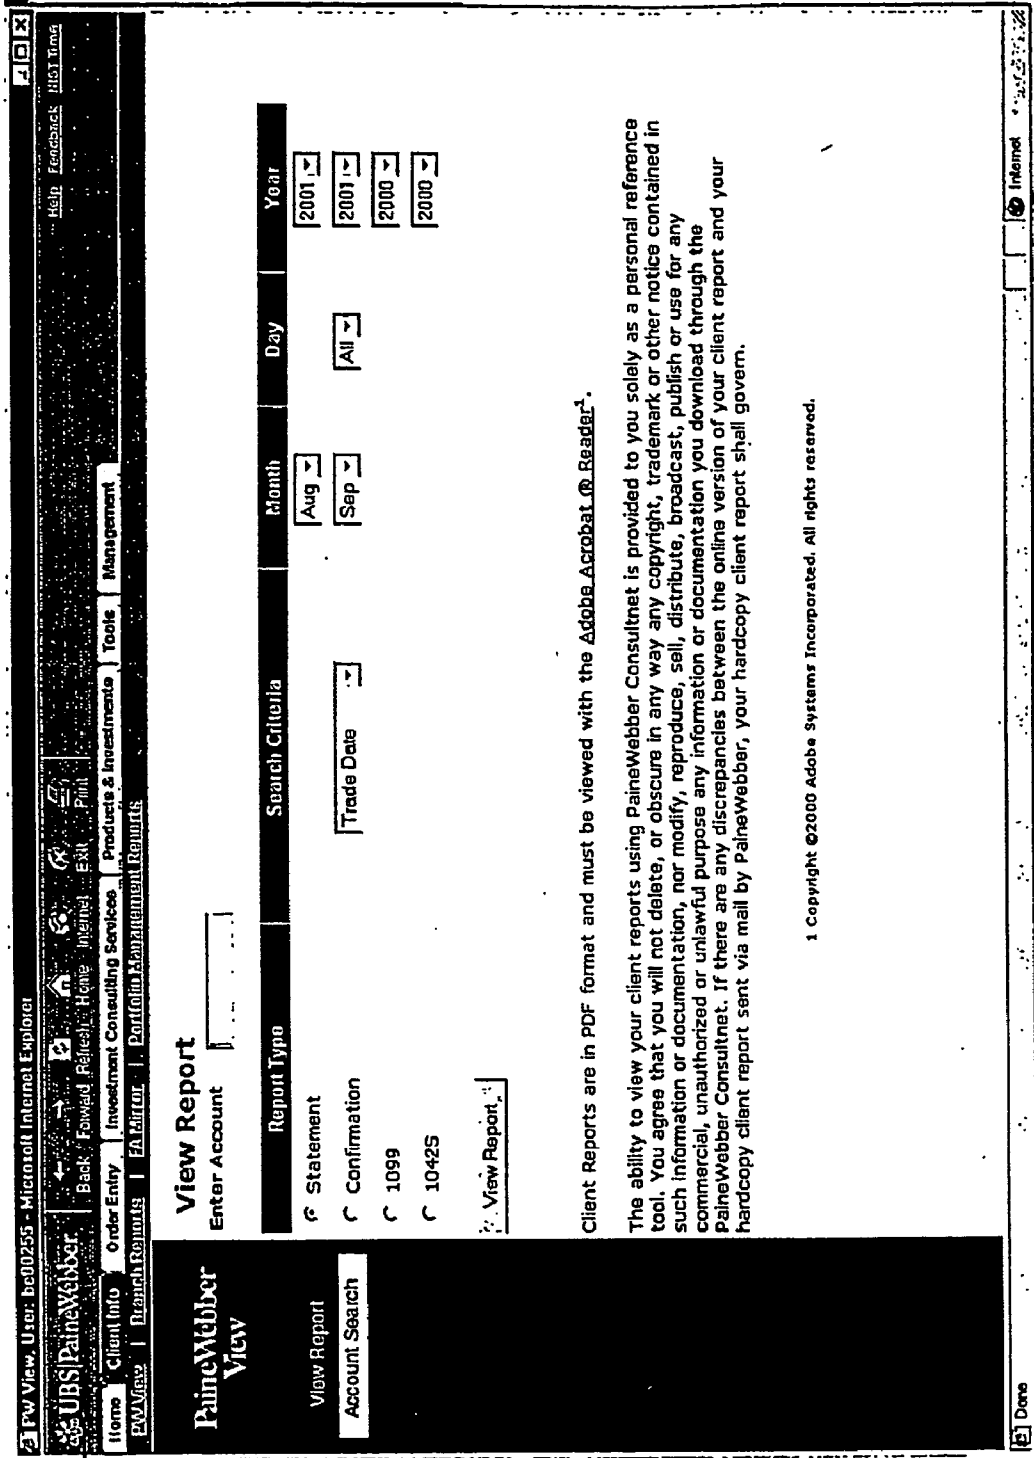 PW View, User: bc00255 - Microsoft Internet Explorer
UBS PaineWebber
Back Forward Refresh Home Internet Exit Print
Help Feedback
Home Client Info Order Entry Investment Consulting Services Products & Investments Tools Management
PW View | Branch Reports | FA Mirror | Portfolio Management Reports
PaineWebber
View
View Report
Account Search
View Report
Enter Account
Report Type Search Criteria Month Day Year
Statement Aug 2001
Confirmation Trade Date Sep All 2001
1099 2000
1042S 2000
View Report
Client Reports are in PDF format and must be viewed with the Adobe Acrobat ® Reader¹.
The ability to view your client reports using PaineWebber Consultnet is provided to you solely as a personal reference
tool. You agree that you will not delete, or obscure in any way any copyright, trademark or other notice contained in
such information or documentation, nor modify, reproduce, sell, distribute, broadcast, publish or use for any
commercial, unauthorized or unlawful purpose any information or documentation you download through the
PaineWebber Consultnet. If there are any discrepancies between the online version of your client report and your
hardcopy client report sent via mail by PaineWebber, your hardcopy client report shall govern.
1 Copyright ©2000 Adobe Systems Incorporated. All rights reserved.
Done
Internet